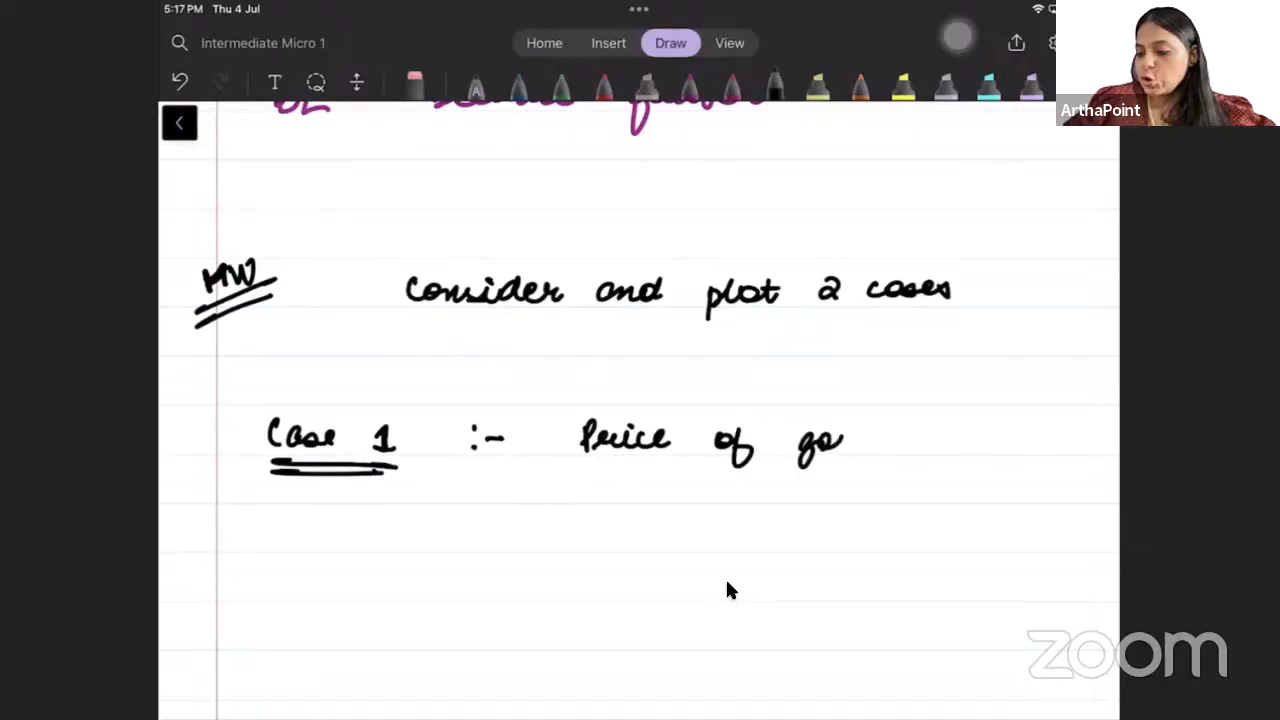 5:17 PM Thu 4 Jul
Intermediate Micro 1
Home Insert Draw View
T
A
ArthaPoint
HW
Consider and plot 2 cases
Case 1 :- Price of go
zoom